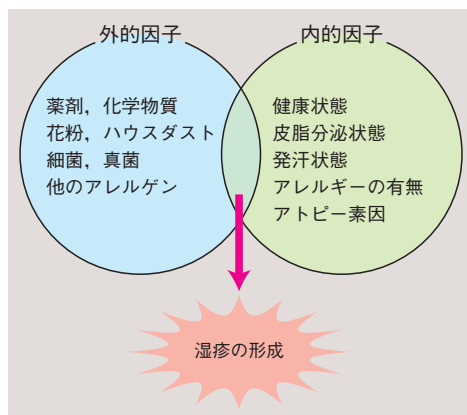 外的因子
内的因子
薬剤，化学物質
花粉，ハウスダスト
細菌，真菌
他のアレルゲン
健康状態
皮脂分泌状態
発汗状態
アレルギーの有無
アトピー素因
湿疹の形成